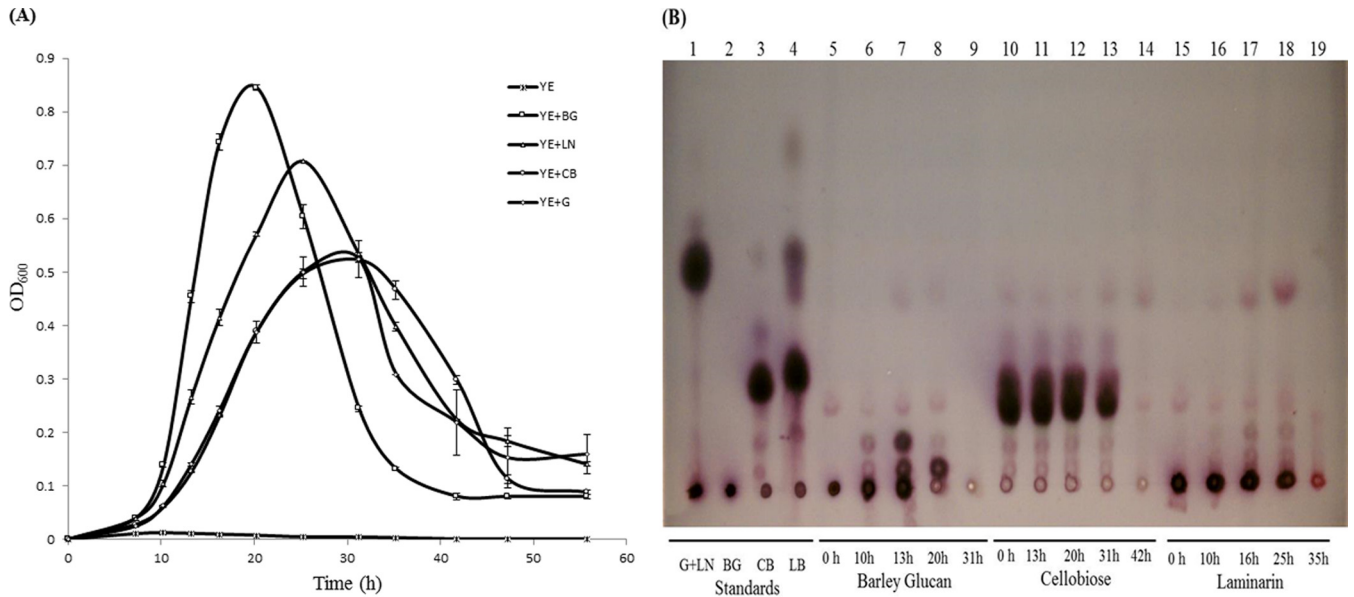 (A)
0.9
0.8
0.7
0.6
0.5
0.4
0.3
0.2
0.1
0
OD600
0 10 20 30 40 50 60
Time (h)
YE
YE+BG
YE+LN
YE+CB
YE+G
(B)
1 2 3 4 5 6 7 8 9 10 11 12 13 14 15 16 17 18 19
G+LN BG CB LB 0 h 10h 13h 20h 31h 0 h 13h 20h 31h 42h 0 h 10h 16h 25h 35h
Standards Barley Glucan Cellobiose Laminarin